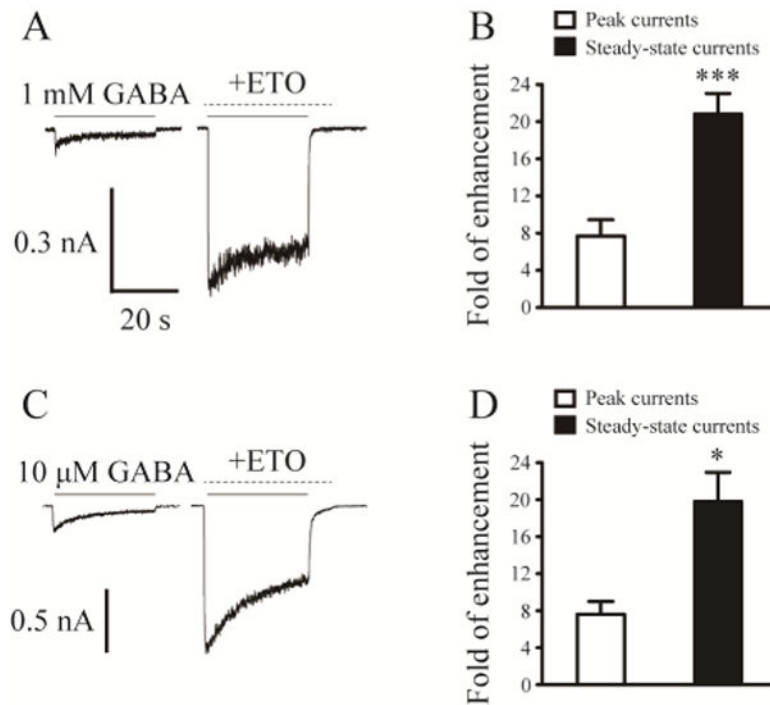 A
1 mM GABA
+ETO
0.3 nA
20 s
B
Peak currents
Steady-state currents
***
24
20
16
12
8
4
0
Fold of enhancement
C
10 μM GABA
+ETO
0.5 nA
D
Peak currents
Steady-state currents
*
24
20
16
12
8
4
0
Fold of enhancement